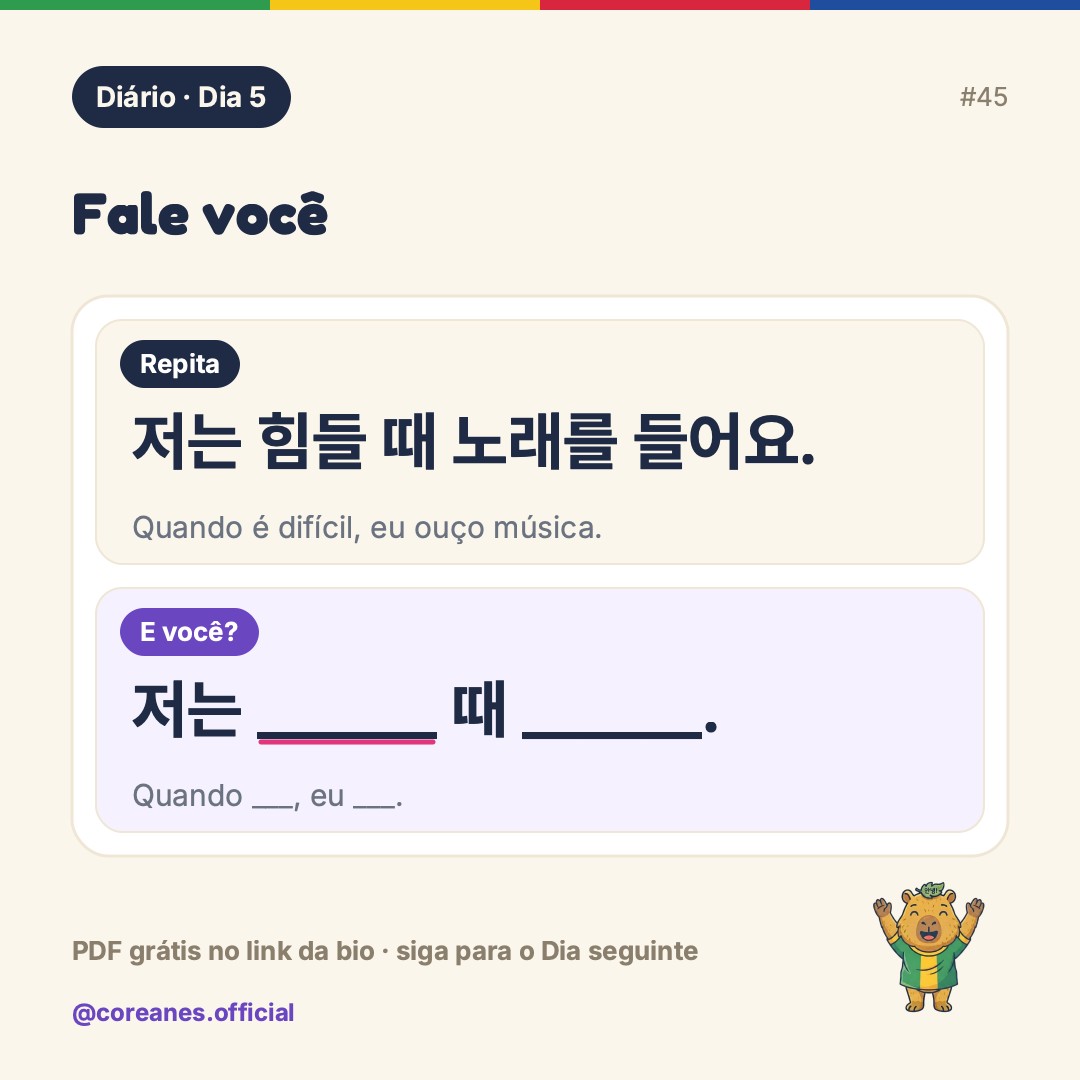 Diário · Dia 5
#45
Fale você
Repita
저는 힘들 때 노래를 들어요.
Quando é difícil, eu ouço música.
E você?
저는 ______ 때 ______.
Quando ___, eu ___.
PDF grátis no link da bio · siga para o Dia seguinte
@coreanes.official